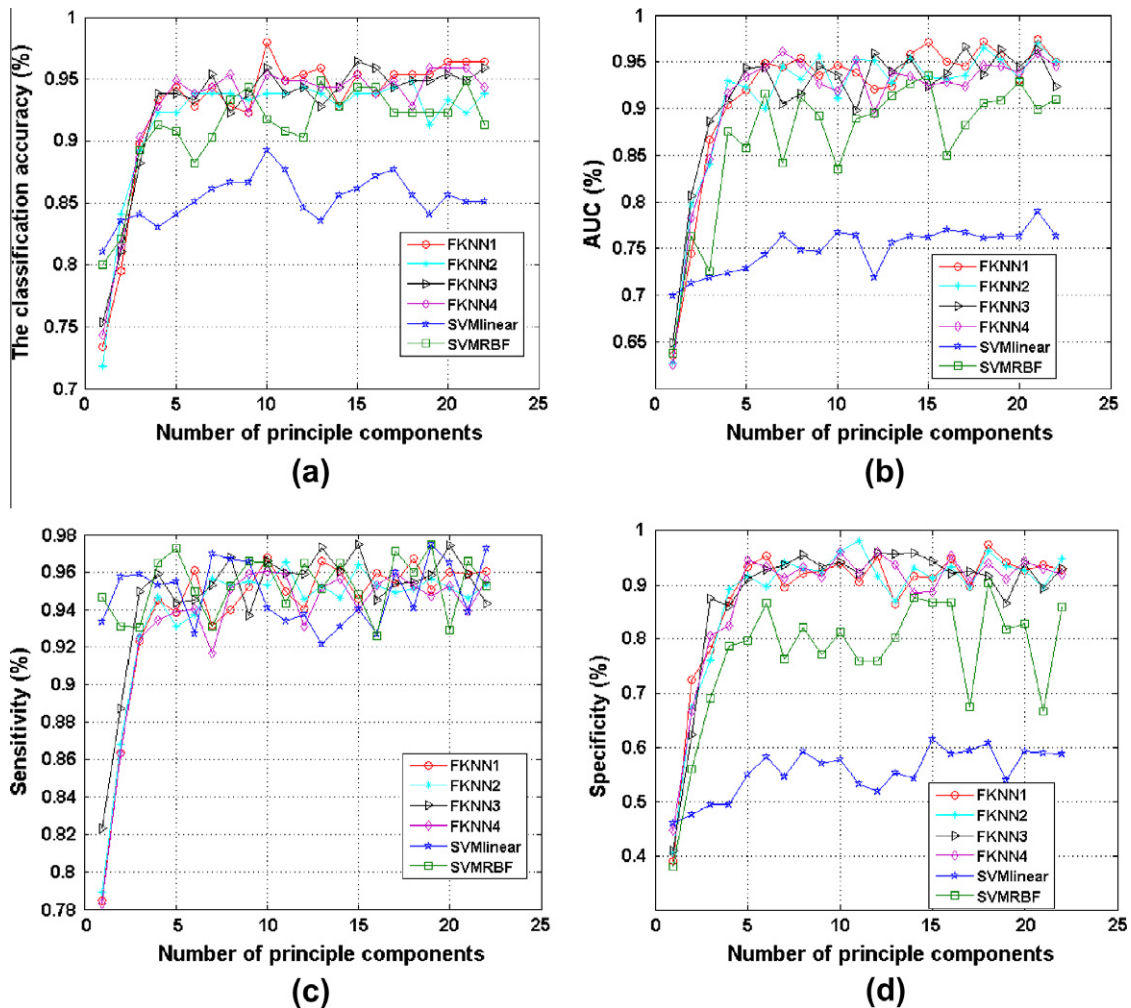 The classification accuracy (%)
1
0.95
0.9
0.85
0.8
0.75
0.7
0 5 10 15 20 25
Number of principle components
FKNN1
FKNN2
FKNN3
FKNN4
SVMlinear
SVMRBF
(a)
AUC (%)
1
0.95
0.9
0.85
0.8
0.75
0.7
0.65
0 5 10 15 20 25
Number of principle components
FKNN1
FKNN2
FKNN3
FKNN4
SVMlinear
SVMRBF
(b)
Sensitivity (%)
0.98
0.96
0.94
0.92
0.9
0.88
0.86
0.84
0.82
0.8
0.78
0 5 10 15 20 25
Number of principle components
FKNN1
FKNN2
FKNN3
FKNN4
SVMlinear
SVMRBF
(c)
Specificity (%)
1
0.9
0.8
0.7
0.6
0.5
0.4
0 5 10 15 20 25
Number of principle components
FKNN1
FKNN2
FKNN3
FKNN4
SVMlinear
SVMRBF
(d)